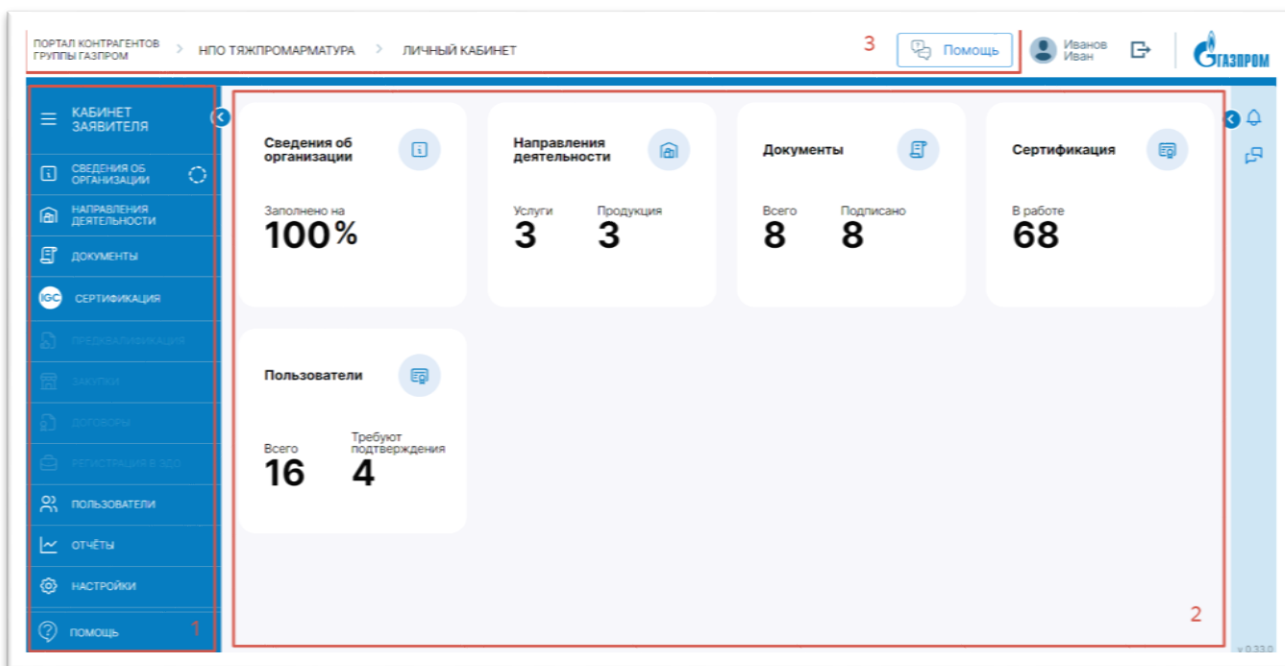 ПОРТАЛ КОНТРАГЕНТОВ
ГРУППЫ ГАЗПРОМ
НПО ТЯЖПРОМАРМАТУРА
ЛИЧНЫЙ КАБИНЕТ
3
Помощь
Иванов
Иван
ГАЗПРОМ
КАБИНЕТ
ЗАЯВИТЕЛЯ
СВЕДЕНИЯ ОБ
ОРГАНИЗАЦИИ
НАПРАВЛЕНИЯ
ДЕЯТЕЛЬНОСТИ
ДОКУМЕНТЫ
IGC
СЕРТИФИКАЦИЯ
ПРЕДКВАЛИФИКАЦИЯ
ЗАКУПКИ
ДОГОВОРЫ
РЕГИСТРАЦИЯ В ЭДО
ПОЛЬЗОВАТЕЛИ
ОТЧЁТЫ
НАСТРОЙКИ
ПОМОЩЬ
1
Сведения об
организации
Заполнено на
100%
Направления
деятельности
Услуги Продукция
3 3
Документы
Всего Подписано
8 8
Сертификация
В работе
68
Пользователи
Всего
Требуют
подтверждения
16 4
2
v 0.33.0